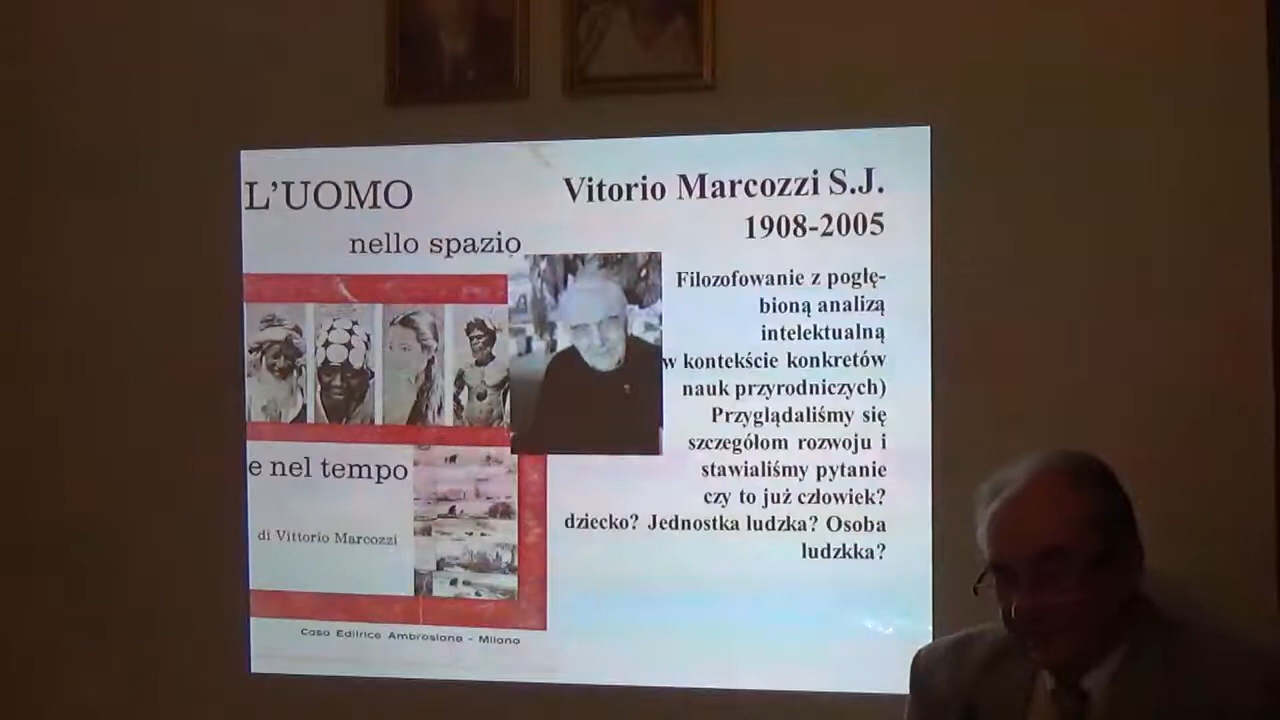 L'UOMO
nello spazio
e nel tempo
di Vittorio Marcozzi
Casa Editrice Ambrosiana - Milano
Vitorio Marcozzi S.J.
1908-2005
Filozofowanie z pogłę-
bioną analizą
intelektualną
w kontekście konkretów
nauk przyrodniczych)
Przyglądaliśmy się
szczegółom rozwoju i
stawialiśmy pytanie
czy to już człowiek?
dziecko? Jednostka ludzka? Osoba
ludzkka?